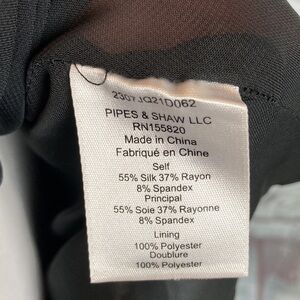 2307JQ21D062
PIPES & SHAW LLC
RN155820
Made in China
Fabriqué en Chine
Self
55% Silk 37% Rayon
8% Spandex
Principal
55% Soie 37% Rayonne
8% Spandex
Lining
100% Polyester
Doublure
100% Polyester